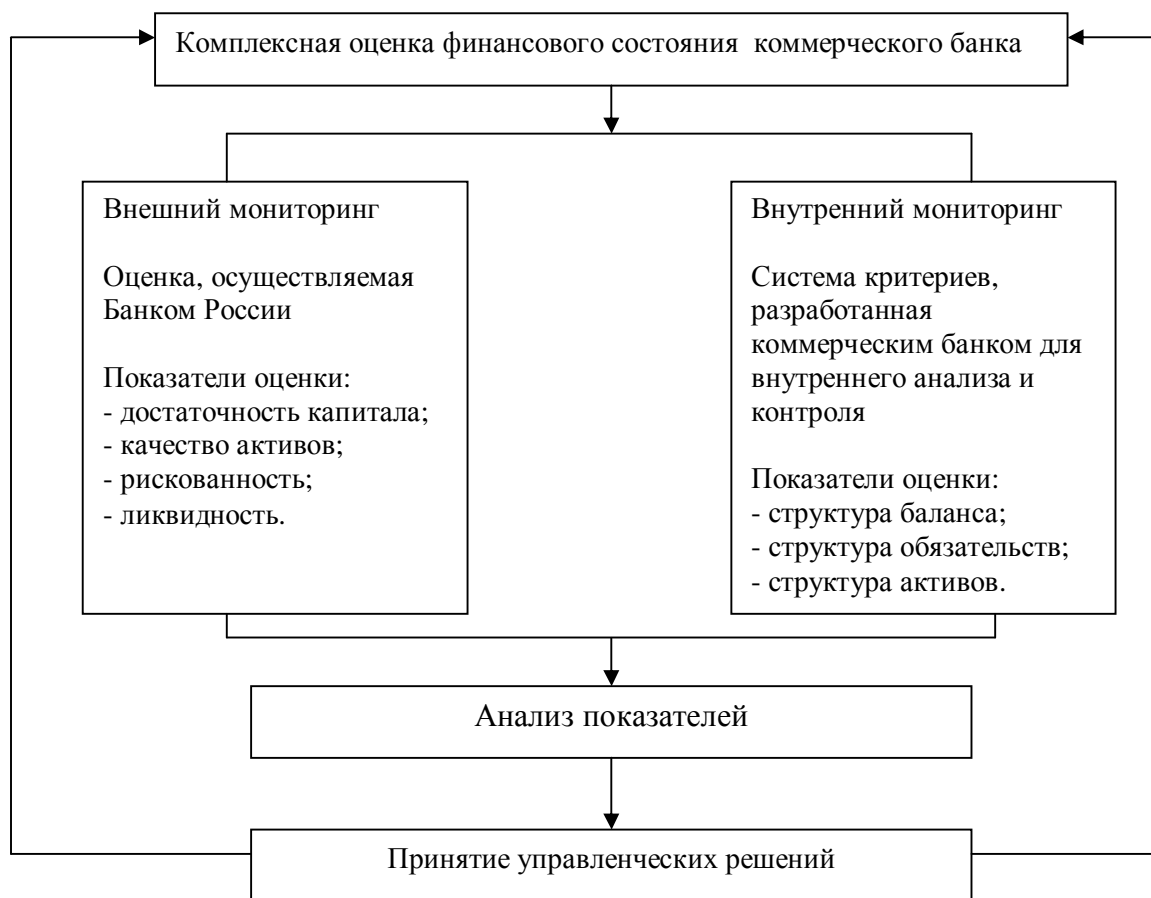 Комплексная оценка финансового состояния коммерческого банка
Внешний мониторинг
Оценка, осуществляемая
Банком России
Показатели оценки:
- достаточность капитала;
- качество активов;
- рискованность;
- ликвидность.
Внутренний мониторинг
Система критериев,
разработанная
коммерческим банком для
внутреннего анализа и
контроля
Показатели оценки:
- структура баланса;
- структура обязательств;
- структура активов.
Анализ показателей
Принятие управленческих решений